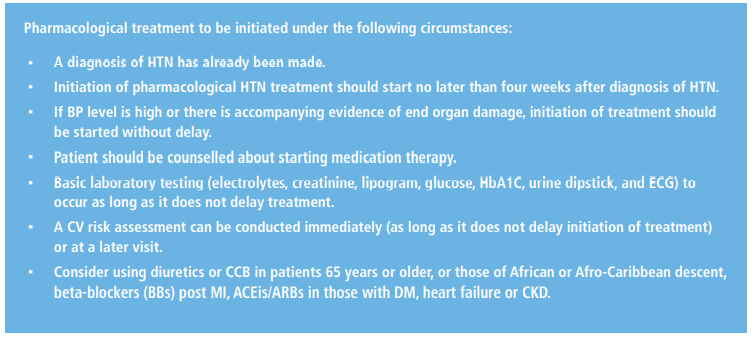 Pharmacological treatment to be initiated under the following circumstances:
▪ A diagnosis of HTN has already been made.
▪ Initiation of pharmacological HTN treatment should start no later than four weeks after diagnosis of HTN.
▪ If BP level is high or there is accompanying evidence of end organ damage, initiation of treatment should
be started without delay.
▪ Patient should be counselled about starting medication therapy.
▪ Basic laboratory testing (electrolytes, creatinine, lipogram, glucose, HbA1C, urine dipstick, and ECG) to
occur as long as it does not delay treatment.
▪ A CV risk assessment can be conducted immediately (as long as it does not delay initiation of treatment)
or at a later visit.
▪ Consider using diuretics or CCB in patients 65 years or older, or those of African or Afro-Caribbean descent,
beta-blockers (BBs) post MI, ACEis/ARBs in those with DM, heart failure or CKD.